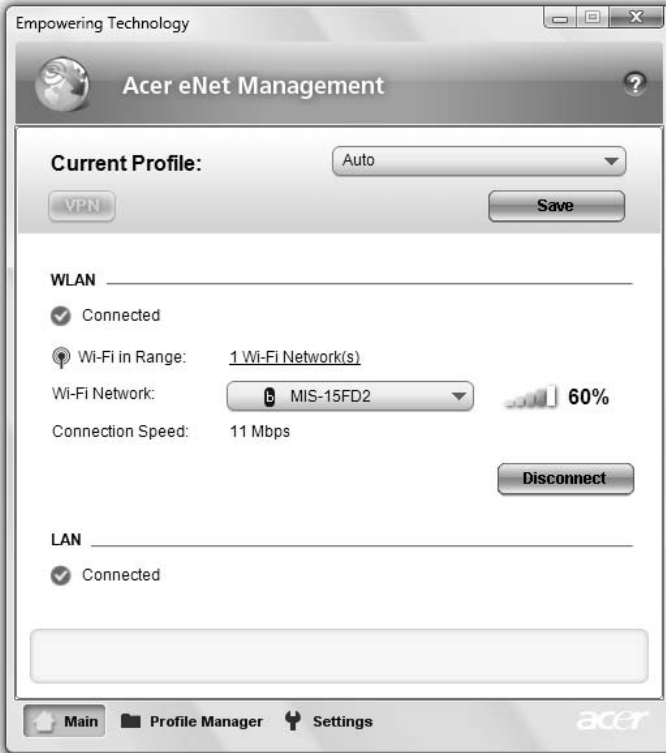 Empowering Technology
Acer eNet Management ?
Current Profile: Auto
VPN Save
WLAN
Connected
Wi-Fi in Range: 1 Wi-Fi Network(s)
Wi-Fi Network: b MIS-15FD2 60%
Connection Speed: 11 Mbps
Disconnect
LAN
Connected
Main Profile Manager Settings acer